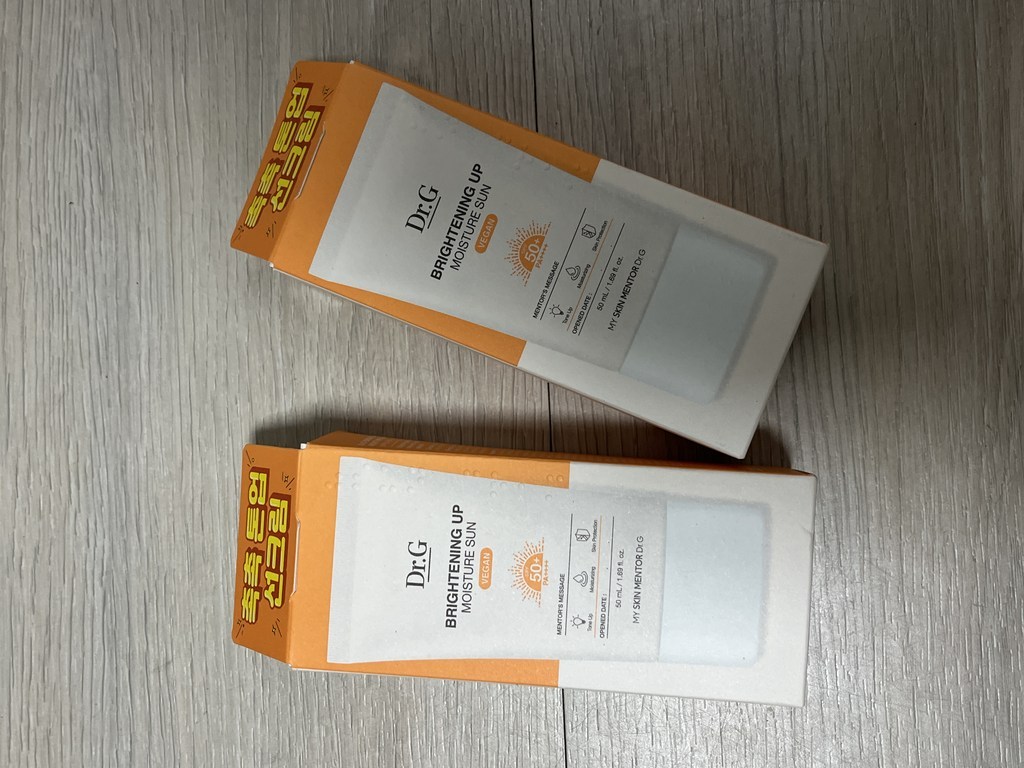 촉촉 톤업
선크림
Dr.G
BRIGHTENING UP
MOISTURE SUN
VEGAN
50+
PA++++
MENTOR'S MESSAGE
Tone Up
Moisturizing
Skin Protection
OPENED DATE :
50 mL / 1.69 fl. oz.
MY SKIN MENTOR Dr.G
촉촉 톤업
선크림
Dr.G
BRIGHTENING UP
MOISTURE SUN
VEGAN
50+
PA++++
MENTOR'S MESSAGE
Tone Up
Moisturizing
Skin Protection
OPENED DATE :
50 mL / 1.69 fl. oz.
MY SKIN MENTOR Dr.G